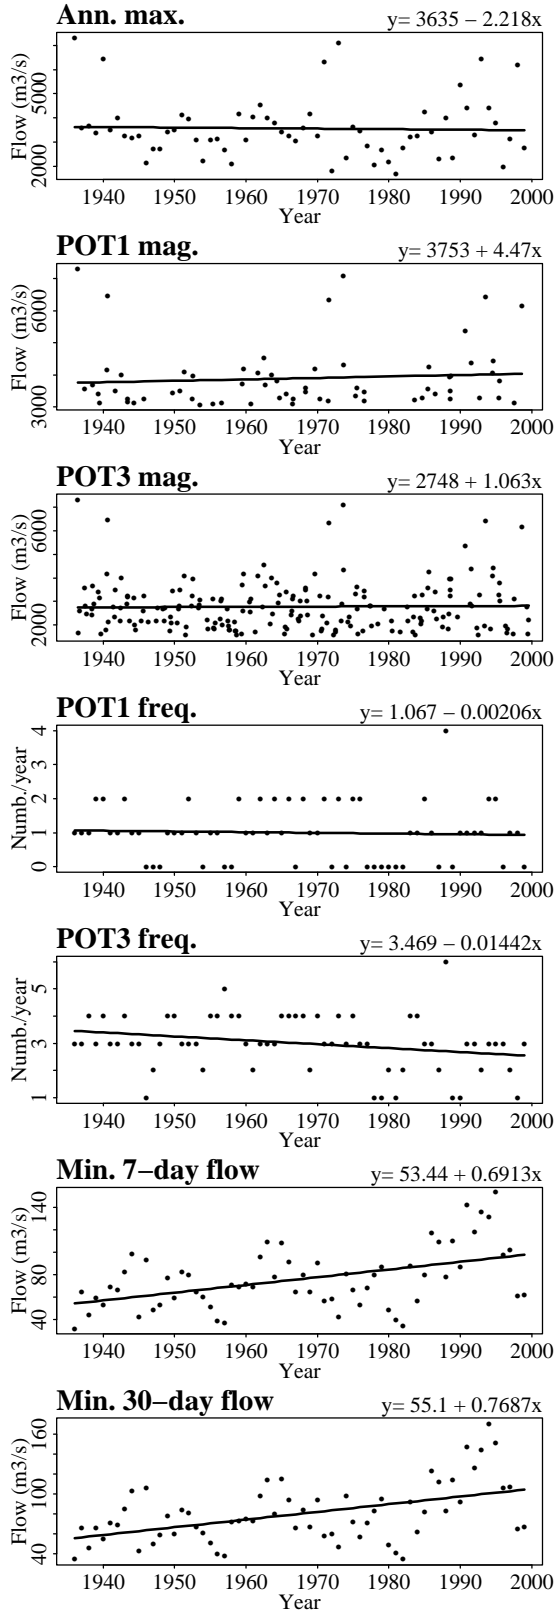 Ann. max.
y= 3635 − 2.218x
Flow (m3/s)
2000 5000
1940 1950 1960 1970 1980 1990 2000
Year
POT1 mag.
y= 3753 + 4.47x
Flow (m3/s)
3000 6000
1940 1950 1960 1970 1980 1990 2000
Year
POT3 mag.
y= 2748 + 1.063x
Flow (m3/s)
2000 6000
1940 1950 1960 1970 1980 1990 2000
Year
POT1 freq.
y= 1.067 − 0.00206x
Numb./year
0 1 2 3 4
1940 1950 1960 1970 1980 1990 2000
Year
POT3 freq.
y= 3.469 − 0.01442x
Numb./year
1 3 5
1940 1950 1960 1970 1980 1990 2000
Year
Min. 7−day flow
y= 53.44 + 0.6913x
Flow (m3/s)
40 80 140
1940 1950 1960 1970 1980 1990 2000
Year
Min. 30−day flow
y= 55.1 + 0.7687x
Flow (m3/s)
40 100 160
1940 1950 1960 1970 1980 1990 2000
Year